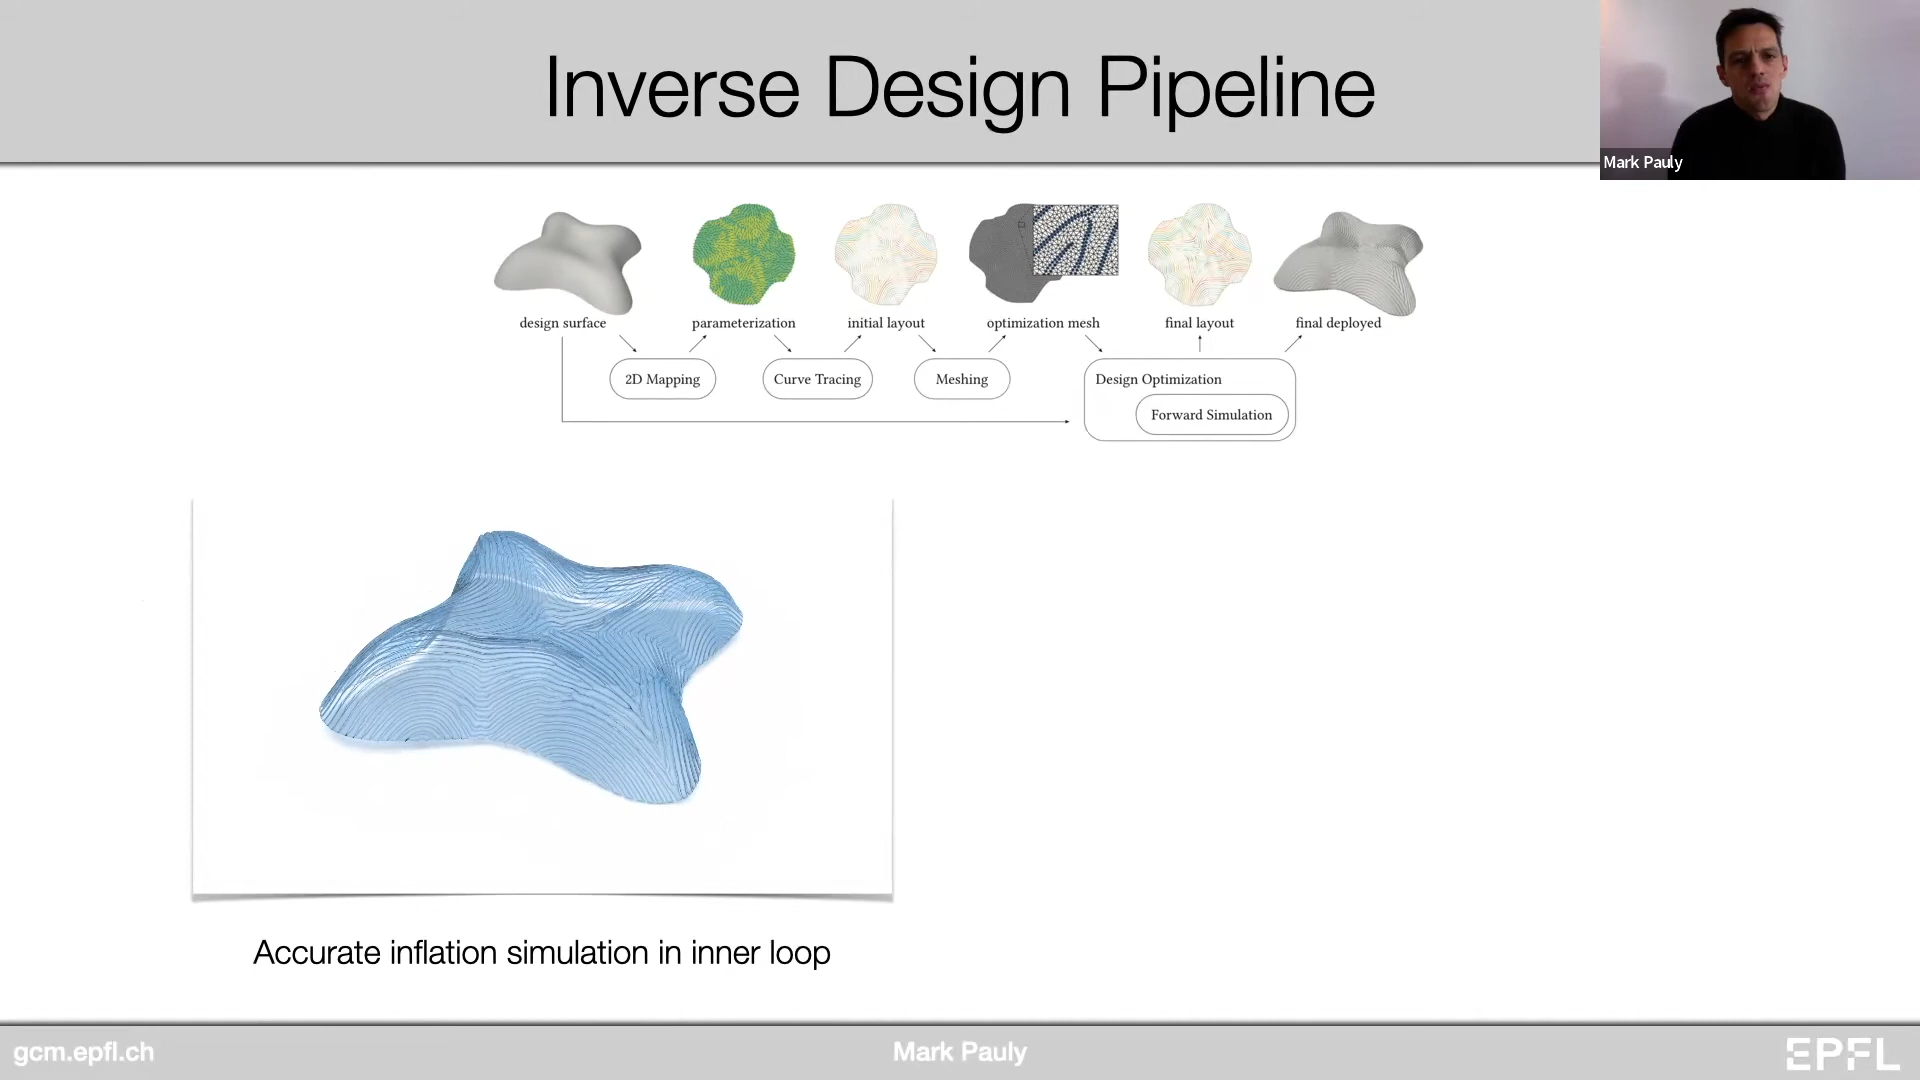 Inverse Design Pipeline
Mark Pauly
design surface
parameterization
initial layout
optimization mesh
final layout
final deployed
2D Mapping
Curve Tracing
Meshing
Design Optimization
Forward Simulation
Accurate inflation simulation in inner loop
gcm.epfl.ch
Mark Pauly
EPFL